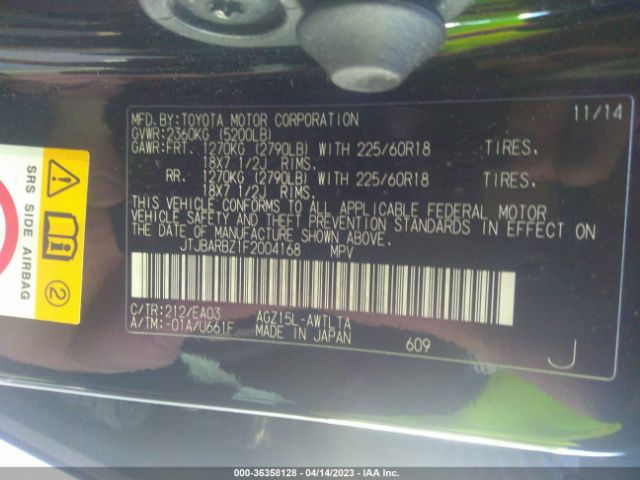 MFD.BY:TOYOTA MOTOR CORPORATION 11/14
GVWR:2360KG (5200LB)
GAWR:FRT. 1270KG (2790LB) WITH 225/60R18 TIRES.
18X7 1/2J RIMS.
RR. 1270KG (2790LB) WITH 225/60R18 TIRES.
18X7 1/2J RIMS.
THIS VEHICLE CONFORMS TO ALL APPLICABLE FEDERAL MOTOR
VEHICLE SAFETY AND THEFT PREVENTION STANDARDS IN EFFECT ON
THE DATE OF MANUFACTURE SHOWN ABOVE.
JTJBARBZ1F2004168 MPV
C/TR:212/EA03 AGZ15L-AWTLTA
A/TM:-01A/U661F MADE IN JAPAN 609
J
SRS SIDE AIRBAG
2
000-36358128 - 04/14/2023 - IAA Inc.